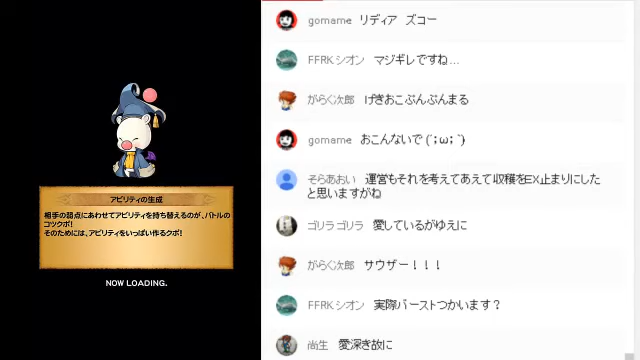 アビリティの生成
相手の弱点にあわせてアビリティを持ち替えるのが、バトルの
コツクポ!
そのためには、アビリティをいっぱい作るクポ!
NOW LOADING.
gomame リディア ズコー
FFRKシオン マジギレですね...
がらく次郎 げきおこぷんぷんまる
gomame おこんないで (´;ω;`)
そらあおい 運営もそれを考えてあえて収穫をEX止まりにした
と思いますがね
ゴリラ ゴリラ 愛しているがゆえに
がらく次郎 サウザー!!!
FFRKシオン 実際バーストつかいます?
尚生 愛深き故に